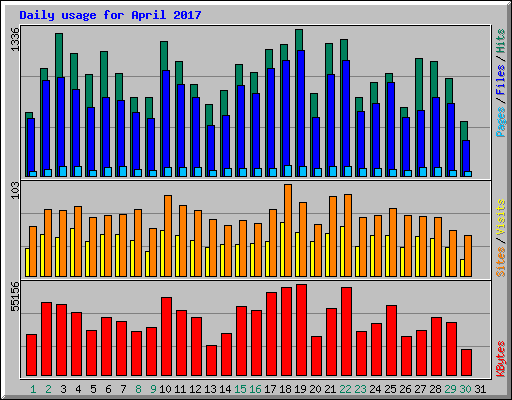 Daily usage for April 2017
1336
Pages / Files / Hits
103
Sites / Visits
55156
KBytes
1 2 3 4 5 6 7 8 9 10 11 12 13 14 15 16 17 18 19 20 21 22 23 24 25 26 27 28 29 30 31